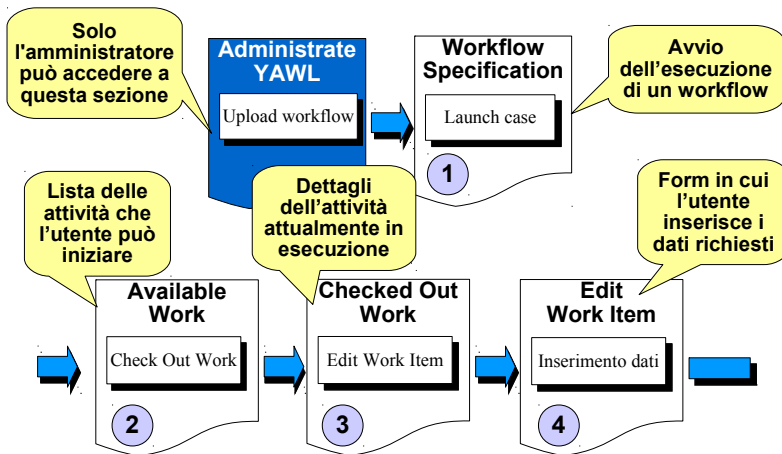 Solo
l'amministratore
può accedere a
questa sezione
Administrate
YAWL
Upload workflow
Workflow
Specification
Launch case
1
Avvio
dell’esecuzione
di un workflow
Lista delle
attività che
l’utente può
iniziare
Dettagli
dell’attività
attualmente in
esecuzione
Form in cui
l’utente
inserisce i
dati richiesti
Available
Work
Check Out Work
2
Checked Out
Work
Edit Work Item
3
Edit
Work Item
Inserimento dati
4